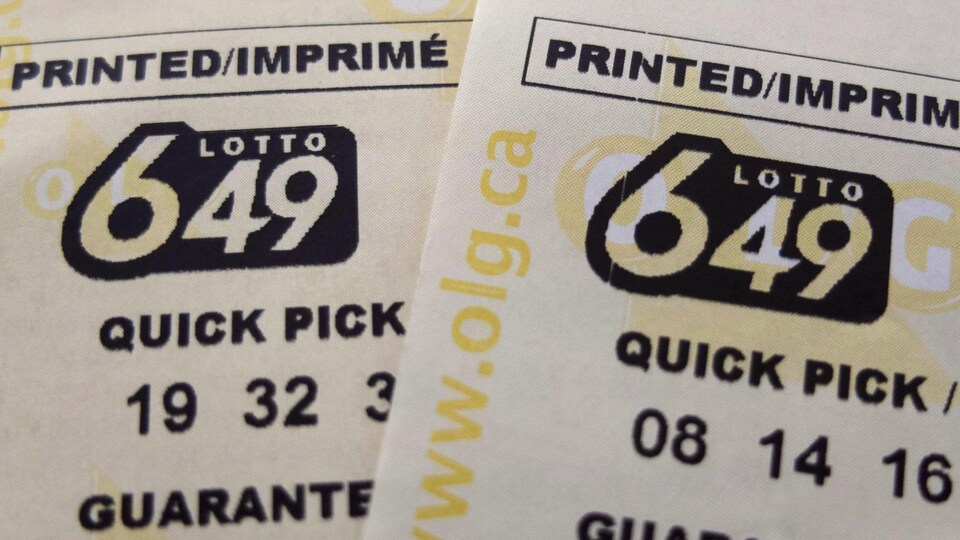 PRINTED/IMPRIMÉ
LOTTO
649
QUICK PICK
19 32
GUARANTE
PRINTED/IMPRIM
www.olg.ca
LOTTO
649
QUICK PICK /
08 14 16